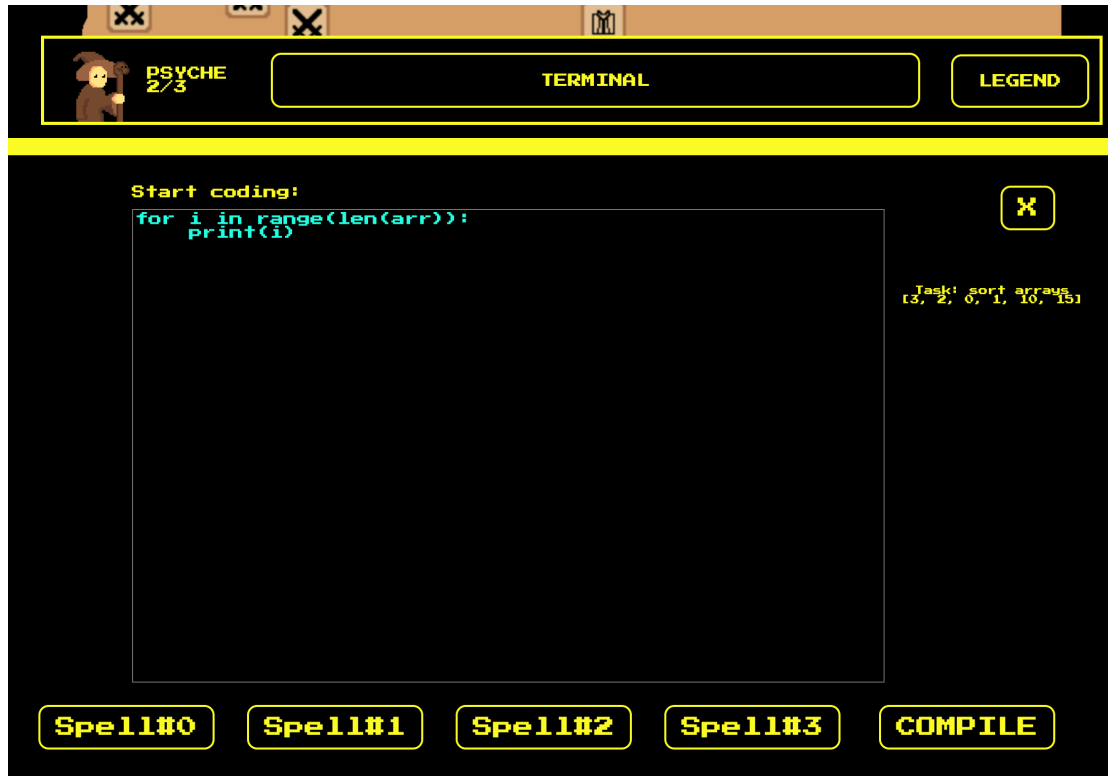 PSYCHE
2/3
TERMINAL
LEGEND
Start coding:
X
for i in range(len(arr)):
    print(i)
Task: sort arrays
[3, 2, 0, 1, 10, 15]
Spell#0
Spell#1
Spell#2
Spell#3
COMPILE